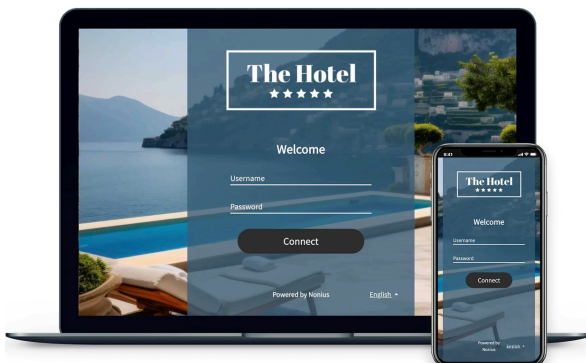 The Hotel
★★★★★
Welcome
Username
Password
Connect
Powered by Nonius
English
9:41
The Hotel
★★★★★
Welcome
Username
Password
Connect
Powered by
Nonius
English